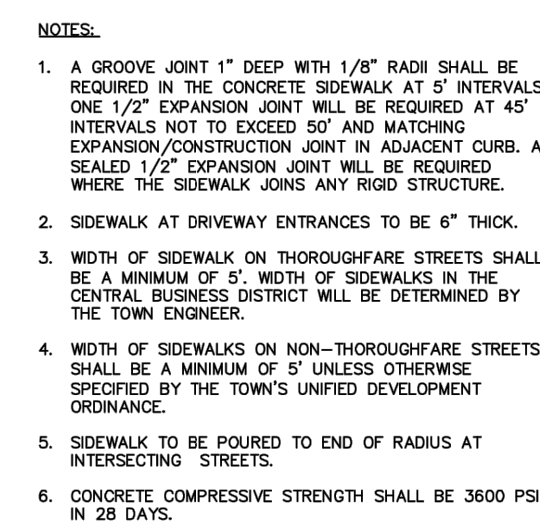 NOTES:
1. A GROOVE JOINT 1" DEEP WITH 1/8" RADII SHALL BE
REQUIRED IN THE CONCRETE SIDEWALK AT 5' INTERVALS
ONE 1/2" EXPANSION JOINT WILL BE REQUIRED AT 45'
INTERVALS NOT TO EXCEED 50' AND MATCHING
EXPANSION/CONSTRUCTION JOINT IN ADJACENT CURB. A
SEALED 1/2" EXPANSION JOINT WILL BE REQUIRED
WHERE THE SIDEWALK JOINS ANY RIGID STRUCTURE.
2. SIDEWALK AT DRIVEWAY ENTRANCES TO BE 6" THICK.
3. WIDTH OF SIDEWALK ON THOROUGHFARE STREETS SHALL
BE A MINIMUM OF 5'. WIDTH OF SIDEWALKS IN THE
CENTRAL BUSINESS DISTRICT WILL BE DETERMINED BY
THE TOWN ENGINEER.
4. WIDTH OF SIDEWALKS ON NON-THOROUGHFARE STREETS
SHALL BE A MINIMUM OF 5' UNLESS OTHERWISE
SPECIFIED BY THE TOWN'S UNIFIED DEVELOPMENT
ORDINANCE.
5. SIDEWALK TO BE POURED TO END OF RADIUS AT
INTERSECTING STREETS.
6. CONCRETE COMPRESSIVE STRENGTH SHALL BE 3600 PSI
IN 28 DAYS.